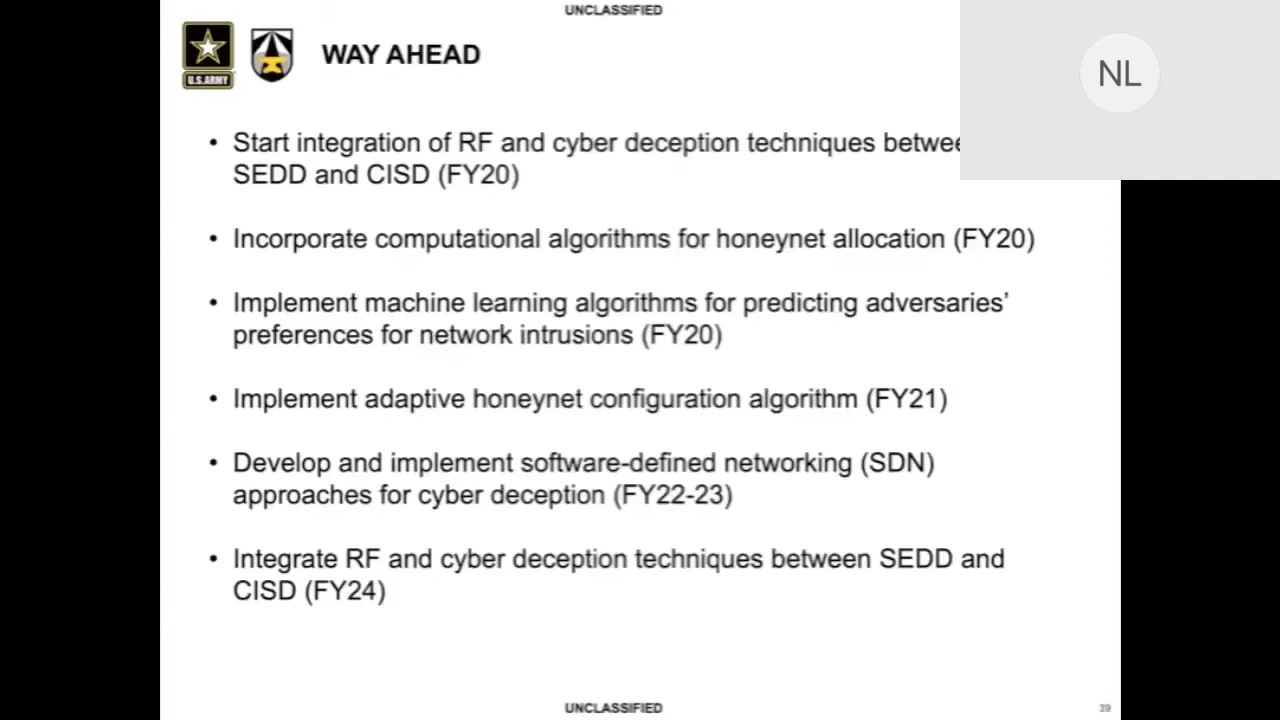 UNCLASSIFIED
U.S.ARMY
WAY AHEAD
NL
• Start integration of RF and cyber deception techniques
SEDD and CISD (FY20)
• Incorporate computational algorithms for honeynet allocation (FY20)
• Implement machine learning algorithms for predicting adversaries’
preferences for network intrusions (FY20)
• Implement adaptive honeynet configuration algorithm (FY21)
• Develop and implement software-defined networking (SDN)
approaches for cyber deception (FY22-23)
• Integrate RF and cyber deception techniques between SEDD and
CISD (FY24)
UNCLASSIFIED
39